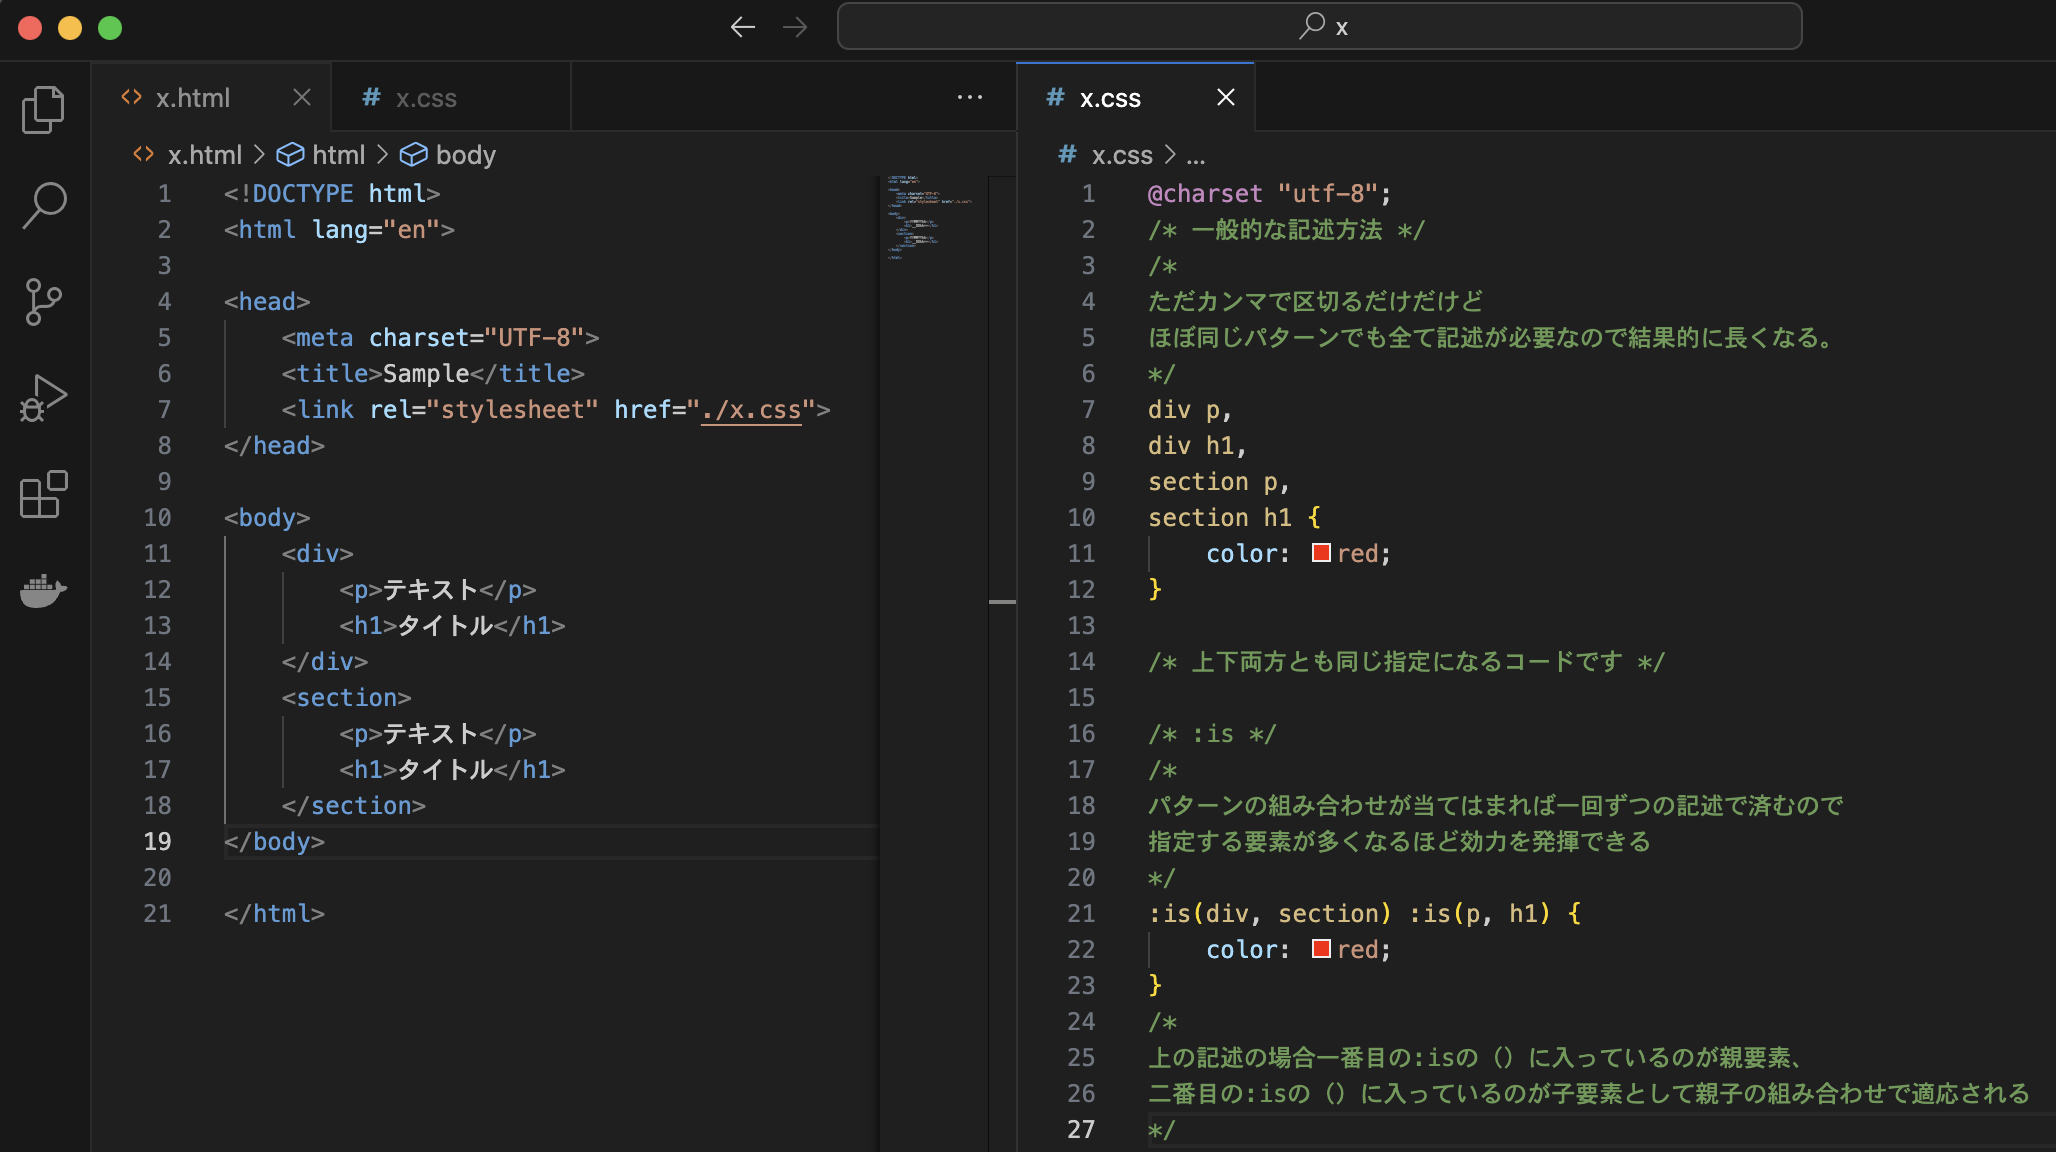 x
x.html
x.css
x.html > html > body
1 <!DOCTYPE html>
2 <html lang="en">
3
4 <head>
5     <meta charset="UTF-8">
6     <title>Sample</title>
7     <link rel="stylesheet" href="./x.css">
8 </head>
9
10 <body>
11     <div>
12         <p>テキスト</p>
13         <h1>タイトル</h1>
14     </div>
15     <section>
16         <p>テキスト</p>
17         <h1>タイトル</h1>
18     </section>
19 </body>
20
21 </html>
# x.css
# x.css > ...
1 @charset "utf-8";
2 /* 一般的な記述方法 */
3 /*
4 ただカンマで区切るだけだけど
5 ほぼ同じパターンでも全て記述が必要なので結果的に長くなる。
6 */
7 div p,
8 div h1,
9 section p,
10 section h1 {
11     color: red;
12 }
13
14 /* 上下両方とも同じ指定になるコードです */
15
16 /* :is */
17 /*
18 パターンの組み合わせが当てはまれば一回ずつの記述で済むので
19 指定する要素が多くなるほど効力を発揮できる
20 */
21 :is(div, section) :is(p, h1) {
22     color: red;
23 }
24 /*
25 上の記述の場合一番目の:isの（）に入っているのが親要素、
26 二番目の:isの（）に入っているのが子要素として親子の組み合わせで適応される
27 */